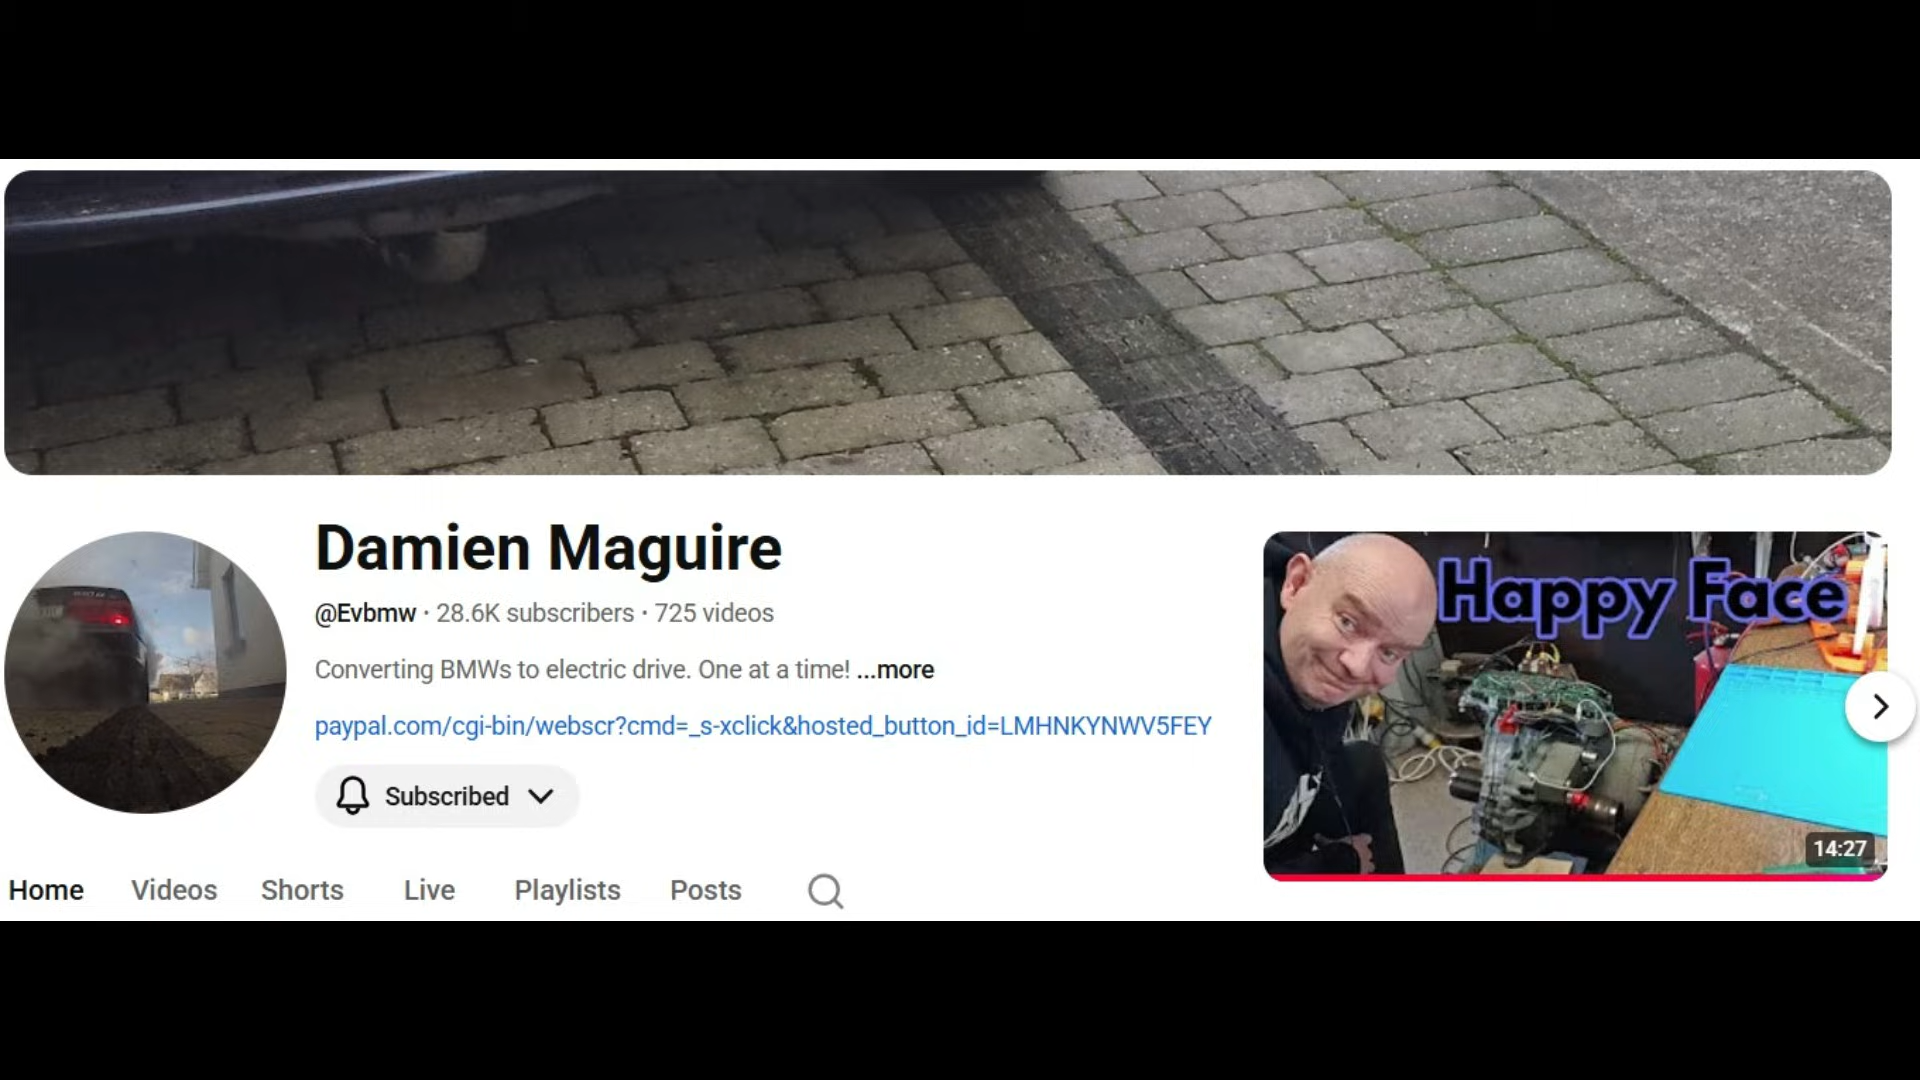 Damien Maguire
@Evbmw · 28.6K subscribers · 725 videos
Converting BMWs to electric drive. One at a time! ...more
paypal.com/cgi-bin/webscr?cmd=_s-xclick&hosted_button_id=LMHNKYNWV5FEY
Subscribed
Happy Face
14:27
Home Videos Shorts Live Playlists Posts